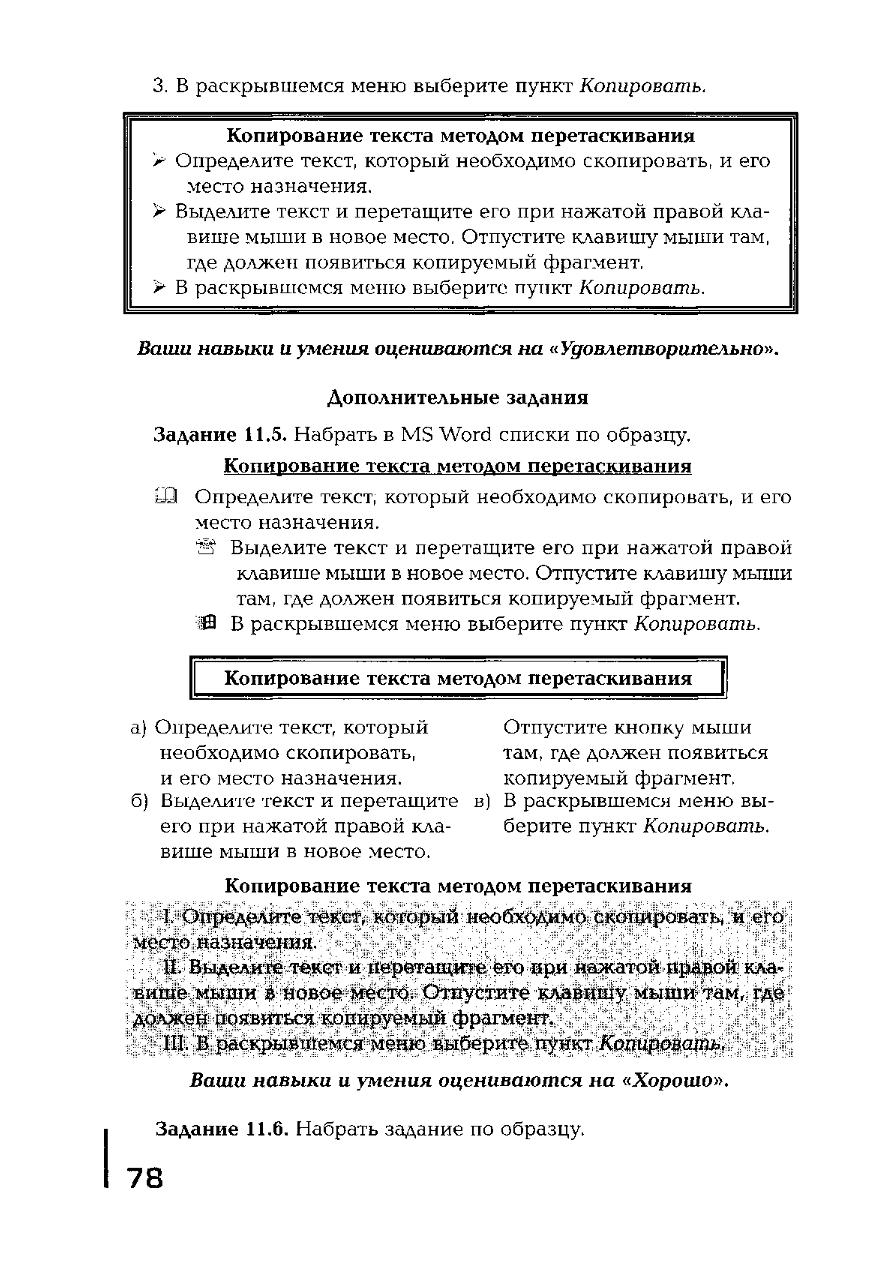 3. В раскрывшемся меню выберите пункт Копировать.
Копирование текста методом перетаскивания
➢ Определите текст, который необходимо скопировать, и его
место назначения.
➢ Выделите текст и перетащите его при нажатой правой кла-
више мыши в новое место. Отпустите клавишу мыши там,
где должен появиться копируемый фрагмент.
➢ В раскрывшемся меню выберите пункт Копировать.
Ваши навыки и умения оцениваются на «Удовлетворительно».
Дополнительные задания
Задание 11.5. Набрать в MS Word списки по образцу.
Копирование текста методом перетаскивания
Определите текст, который необходимо скопировать, и его
место назначения.
Выделите текст и перетащите его при нажатой правой
клавише мыши в новое место. Отпустите клавишу мыши
там, где должен появиться копируемый фрагмент.
В раскрывшемся меню выберите пункт Копировать.
Копирование текста методом перетаскивания
а) Определите текст, который
необходимо скопировать,
и его место назначения.
б) Выделите текст и перетащите
его при нажатой правой кла-
више мыши в новое место.
Отпустите кнопку мыши
там, где должен появиться
копируемый фрагмент.
в) В раскрывшемся меню вы-
берите пункт Копировать.
Копирование текста методом перетаскивания
I. Определите текст, который необходимо скопировать, и его
место назначения.
II. Выделите текст и перетащите его при нажатой правой кла-
више мыши в новое место. Отпустите клавишу мыши там, где
должен появиться копируемый фрагмент.
III. В раскрывшемся меню выберите пункт Копировать.
Ваши навыки и умения оцениваются на «Хорошо».
Задание 11.6. Набрать задание по образцу.
78